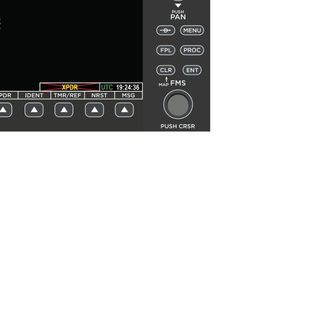 PUSH
PAN
D
MENU
FPL
PROC
CLR
ENT
MAP
FMS
XPDR
UTC 19:24:36
IDENT
TMR/REF
NRST
MSG
PUSH CRSR